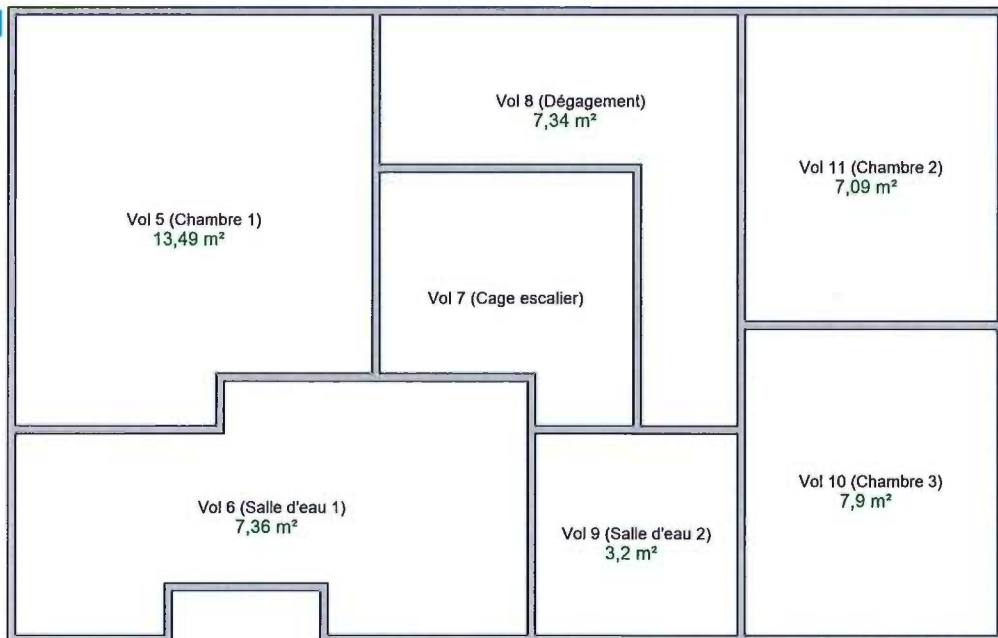 Vol 8 (Dégagement)
7,34 m²
Vol 11 (Chambre 2)
7,09 m²
Vol 5 (Chambre 1)
13,49 m²
Vol 7 (Cage escalier)
Vol 10 (Chambre 3)
7,9 m²
Vol 6 (Salle d'eau 1)
7,36 m²
Vol 9 (Salle d'eau 2)
3,2 m²